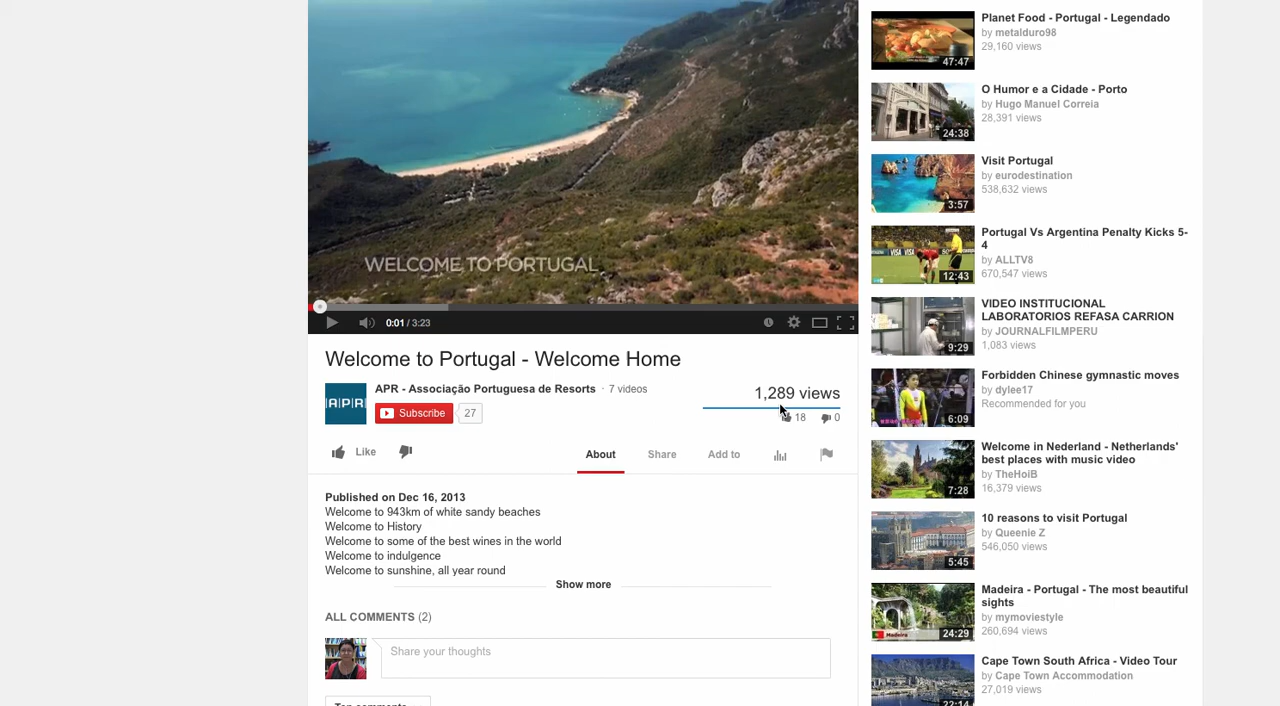 WELCOME TO PORTUGAL
0:01 / 3:23
Welcome to Portugal - Welcome Home
APR
APR - Associação Portuguesa de Resorts · 7 videos
Subscribe 27
1,289 views
18 0
Like
About Share Add to
Published on Dec 16, 2013
Welcome to 943km of white sandy beaches
Welcome to History
Welcome to some of the best wines in the world
Welcome to indulgence
Welcome to sunshine, all year round
Show more
ALL COMMENTS (2)
Share your thoughts
Top comments
47:47
Planet Food - Portugal - Legendado
by metalduro98
29,160 views
24:38
O Humor e a Cidade - Porto
by Hugo Manuel Correia
28,391 views
3:57
Visit Portugal
by eurodestination
538,632 views
VISA VISA
12:43
Portugal Vs Argentina Penalty Kicks 5-
4
by ALLTV8
670,547 views
9:29
VIDEO INSTITUCIONAL
LABORATORIOS REFASA CARRION
by JOURNALFILMPERU
1,083 views
6:09
Forbidden Chinese gymnastic moves
by dylee17
Recommended for you
7:28
Welcome in Nederland - Netherlands'
best places with music video
by TheHoiB
16,379 views
5:45
10 reasons to visit Portugal
by Queenie Z
546,050 views
Madeira
24:29
Madeira - Portugal - The most beautiful
sights
by mymoviestyle
260,694 views
22:14
Cape Town South Africa - Video Tour
by Cape Town Accommodation
27,019 views